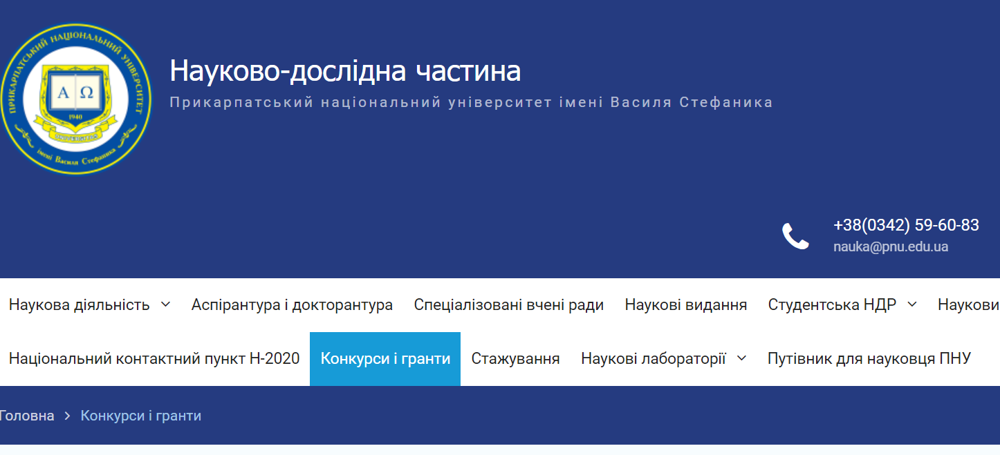 ПРИКАРПАТСЬКИЙ НАЦІОНАЛЬНИЙ УНІВЕРСИТЕТ
імені Василя Стефаника
Α Ω
1940
Науково-дослідна частина
Прикарпатський національний університет імені Василя Стефаника
+38(0342) 59-60-83
nauka@pnu.edu.ua
Наукова діяльність Аспірантура і докторантура Спеціалізовані вчені ради Наукові видання Студентська НДР Наукови
Національний контактний пункт H-2020 Конкурси і гранти Стажування Наукові лабораторії Путівник для науковця ПНУ
Головна Конкурси і гранти